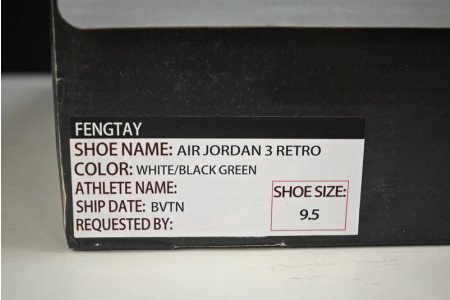 FENGTAY
SHOE NAME: AIR JORDAN 3 RETRO
COLOR: WHITE/BLACK GREEN
ATHLETE NAME:
SHIP DATE: BVTN
REQUESTED BY:
SHOE SIZE:
9.5